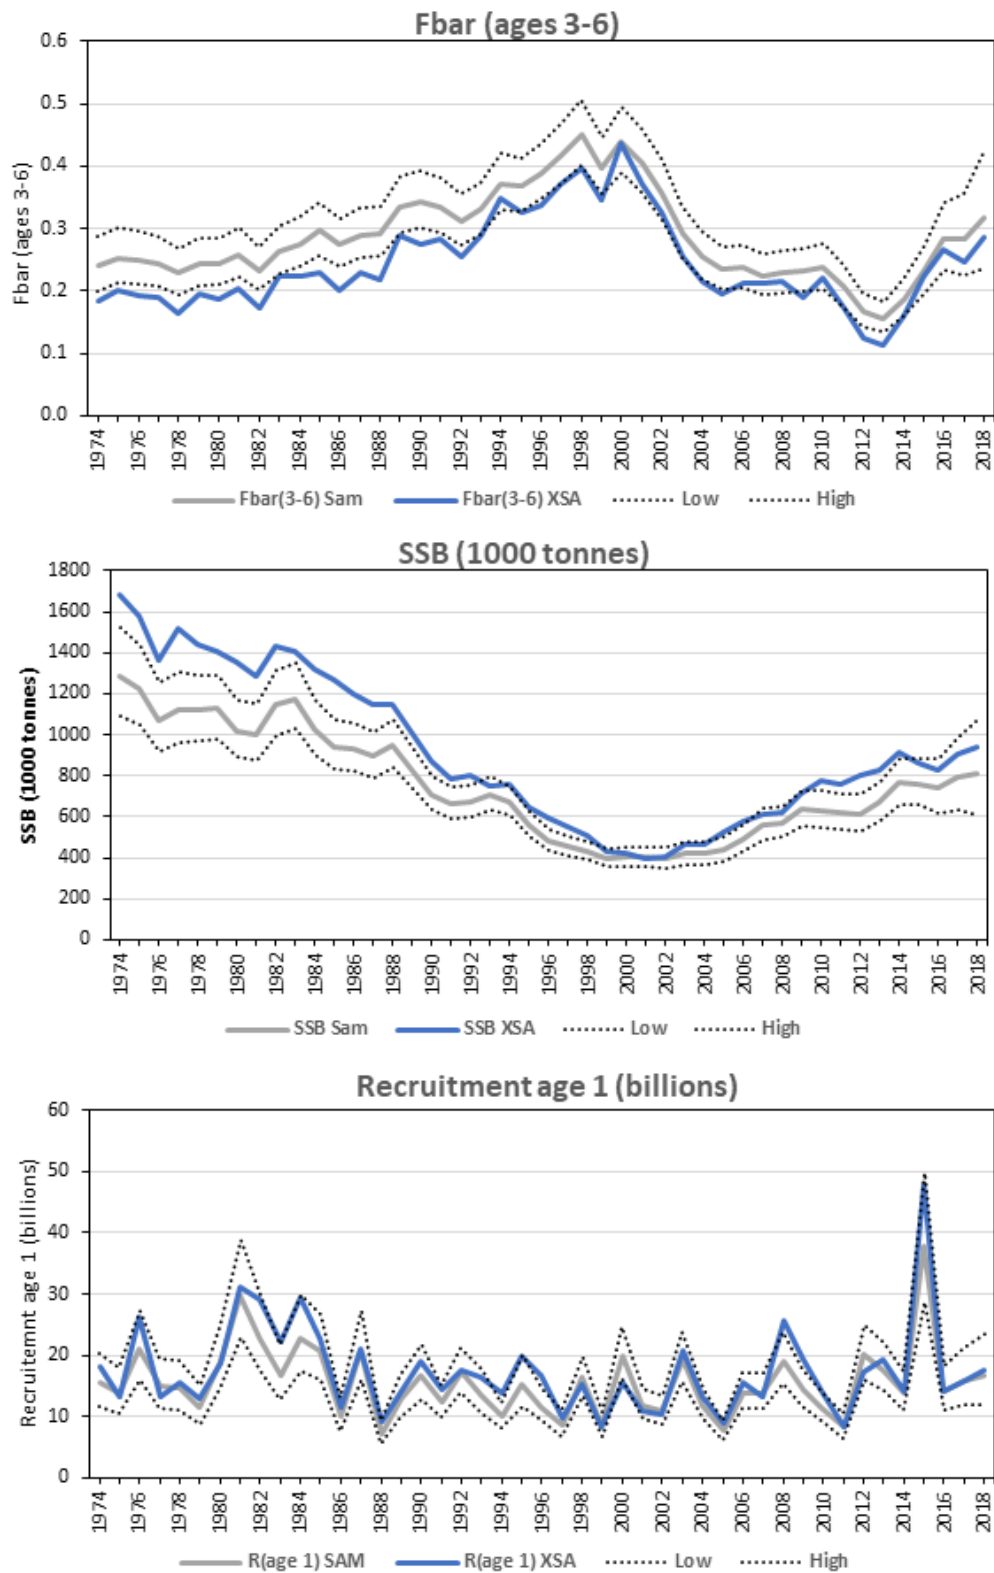 Fbar (ages 3-6)
Fbar (ages 3-6)
0.6
0.5
0.4
0.3
0.2
0.1
0.0
1974 1976 1978 1980 1982 1984 1986 1988 1990 1992 1994 1996 1998 2000 2002 2004 2006 2008 2010 2012 2014 2016 2018
Fbar(3-6) Sam Fbar(3-6) XSA Low High
SSB (1000 tonnes)
SSB (1000 tonnes)
1800
1600
1400
1200
1000
800
600
400
200
0
1974 1976 1978 1980 1982 1984 1986 1988 1990 1992 1994 1996 1998 2000 2002 2004 2006 2008 2010 2012 2014 2016 2018
SSB Sam SSB XSA Low High
Recruitment age 1 (billions)
Recruitemnt age 1 (billions)
60
50
40
30
20
10
0
1974 1976 1978 1980 1982 1984 1986 1988 1990 1992 1994 1996 1998 2000 2002 2004 2006 2008 2010 2012 2014 2016 2018
R(age 1) SAM R(age 1) XSA Low High